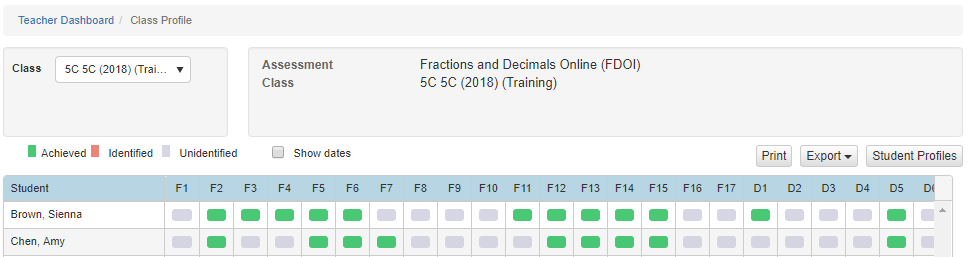 Teacher Dashboard / Class Profile
Class 5C 5C (2018) (Trai...
Assessment Fractions and Decimals Online (FDOI)
Class 5C 5C (2018) (Training)
Achieved Identified Unidentified Show dates
Print Export Student Profiles
Student F1 F2 F3 F4 F5 F6 F7 F8 F9 F10 F11 F12 F13 F14 F15 F16 F17 D1 D2 D3 D4 D5
Brown, Sienna
Chen, Amy